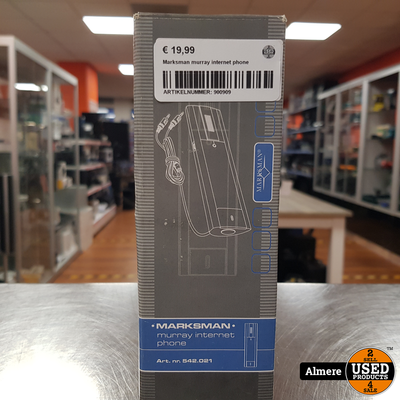 € 19,99
Marksman murray internet phone
ARTIKELNUMMER: 900909
MARKSMAN®
• MARKSMAN •
murray internet
phone
Art. nr. 542.021
Almere
2
SELL
USED
PRODUCTS
4
SALE
TM